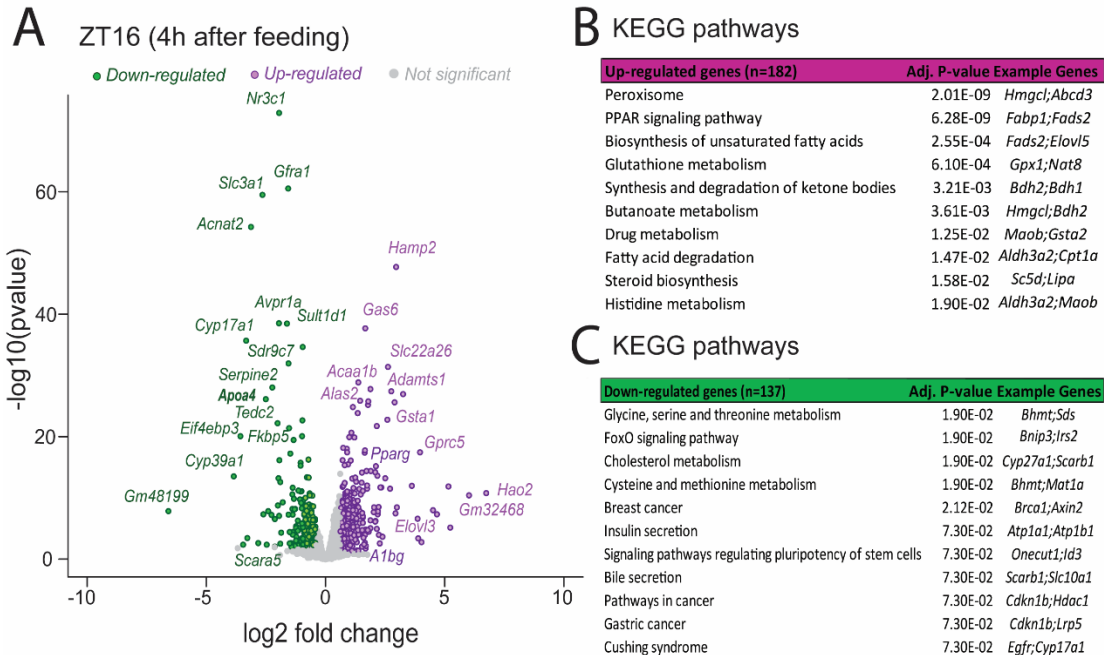 A
ZT16 (4h after feeding)
Down-regulated
Up-regulated
Not significant
-log10(pvalue)
60
40
20
0
-10
-5
0
5
10
log2 fold change
Nr3c1
Gfra1
Slc3a1
Acnat2
Hamp2
Avpr1a
Sult1d1
Gas6
Cyp17a1
Sdr9c7
Slc22a26
Serpine2
Acaa1b
Adamts1
Apoa4
Alas2
Tedc2
Gsta1
Eif4ebp3
Fkbp5
Pparg
Gprc5
Cyp39a1
Gm48199
Hao2
Gm32468
Elovl3
Scara5
A1bg
B KEGG pathways
Up-regulated genes (n=182) Adj. P-value Example Genes
Peroxisome 2.01E-09 Hmgcl;Abcd3
PPAR signaling pathway 6.28E-09 Fabp1;Fads2
Biosynthesis of unsaturated fatty acids 2.55E-04 Fads2;Elovl5
Glutathione metabolism 6.10E-04 Gpx1;Nat8
Synthesis and degradation of ketone bodies 3.21E-03 Bdh2;Bdh1
Butanoate metabolism 3.61E-03 Hmgcl;Bdh2
Drug metabolism 1.25E-02 Maob;Gsta2
Fatty acid degradation 1.47E-02 Aldh3a2;Cpt1a
Steroid biosynthesis 1.58E-02 Sc5d;Lipa
Histidine metabolism 1.90E-02 Aldh3a2;Maob
C KEGG pathways
Down-regulated genes (n=137) Adj. P-value Example Genes
Glycine, serine and threonine metabolism 1.90E-02 Bhmt;Sds
FoxO signaling pathway 1.90E-02 Bnip3;Irs2
Cholesterol metabolism 1.90E-02 Cyp27a1;Scarb1
Cysteine and methionine metabolism 1.90E-02 Bhmt;Mat1a
Breast cancer 2.12E-02 Brca1;Axin2
Insulin secretion 7.30E-02 Atp1a1;Atp1b1
Signaling pathways regulating pluripotency of stem cells 7.30E-02 Onecut1;Id3
Bile secretion 7.30E-02 Scarb1;Slc10a1
Pathways in cancer 7.30E-02 Cdkn1b;Hdac1
Gastric cancer 7.30E-02 Cdkn1b;Lrp5
Cushing syndrome 7.30E-02 Egfr;Cyp17a1